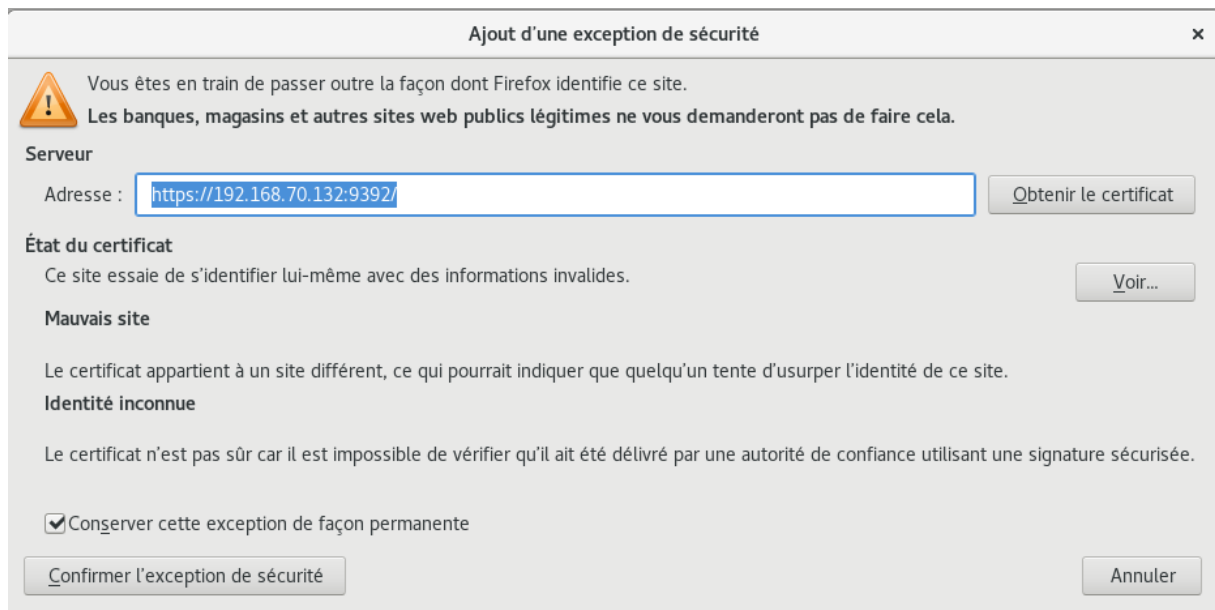 Ajout d'une exception de sécurité
Vous êtes en train de passer outre la façon dont Firefox identifie ce site.
Les banques, magasins et autres sites web publics légitimes ne vous demanderont pas de faire cela.
Serveur
Adresse : https://192.168.70.132:9392/ Obtenir le certificat
État du certificat
Ce site essaie de s'identifier lui-même avec des informations invalides.
Voir...
Mauvais site
Le certificat appartient à un site différent, ce qui pourrait indiquer que quelqu'un tente d'usurper l'identité de ce site.
Identité inconnue
Le certificat n'est pas sûr car il est impossible de vérifier qu'il ait été délivré par une autorité de confiance utilisant une signature sécurisée.
Conserver cette exception de façon permanente
Confirmer l'exception de sécurité Annuler